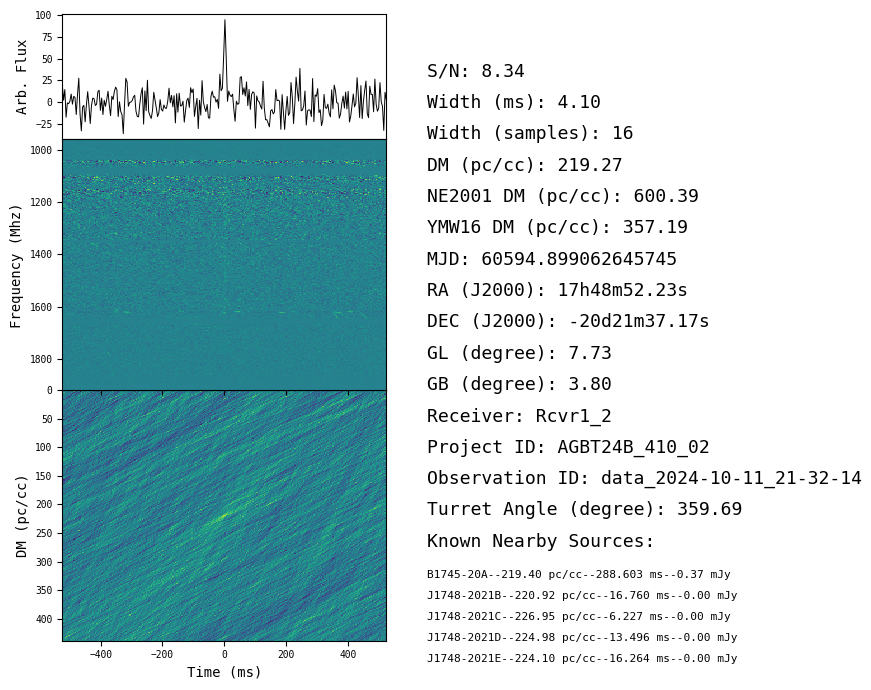 100
75
50
25
0
−25
Arb. Flux
1000
1200
1400
1600
1800
Frequency (Mhz)
0
50
100
150
200
250
300
350
400
DM (pc/cc)
−400
−200
0
200
400
Time (ms)
S/N: 8.34
Width (ms): 4.10
Width (samples): 16
DM (pc/cc): 219.27
NE2001 DM (pc/cc): 600.39
YMW16 DM (pc/cc): 357.19
MJD: 60594.899062645745
RA (J2000): 17h48m52.23s
DEC (J2000): -20d21m37.17s
GL (degree): 7.73
GB (degree): 3.80
Receiver: Rcvr1_2
Project ID: AGBT24B_410_02
Observation ID: data_2024-10-11_21-32-14
Turret Angle (degree): 359.69
Known Nearby Sources:
B1745-20A--219.40 pc/cc--288.603 ms--0.37 mJy
J1748-2021B--220.92 pc/cc--16.760 ms--0.00 mJy
J1748-2021C--226.95 pc/cc--6.227 ms--0.00 mJy
J1748-2021D--224.98 pc/cc--13.496 ms--0.00 mJy
J1748-2021E--224.10 pc/cc--16.264 ms--0.00 mJy